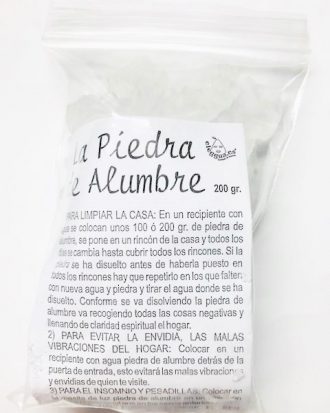 La Piedra
de Alumbre 200 gr.
PARA LIMPIAR LA CASA: En un recipiente con
agua se colocan unos 100 ó 200 gr. de piedra de
alumbre, se pone en un rincón de la casa y todos los
días se cambia hasta cubrir todos los rincones. Si la
piedra se ha disuelto antes de haberla puesto en
todos los rincones hay que repetirlo en los que falten:
con nueva agua y piedra y tirar el agua donde se ha
disuelto. Conforme se va disolviendo la piedra de
alumbre va recogiendo todas las cosas negativas y
llenando de claridad espiritual el hogar.
2) PARA EVITAR LA ENVIDIA, LAS MALAS
VIBRACIONES DEL HOGAR: Colocar en un
recipiente con agua piedra de alumbre detrás de la
puerta de entrada, esto evitará las malas vibraciones
y envidias de quien te visite.
3) PARA EL INSOMNIO Y PESADILLAS: Colocar en